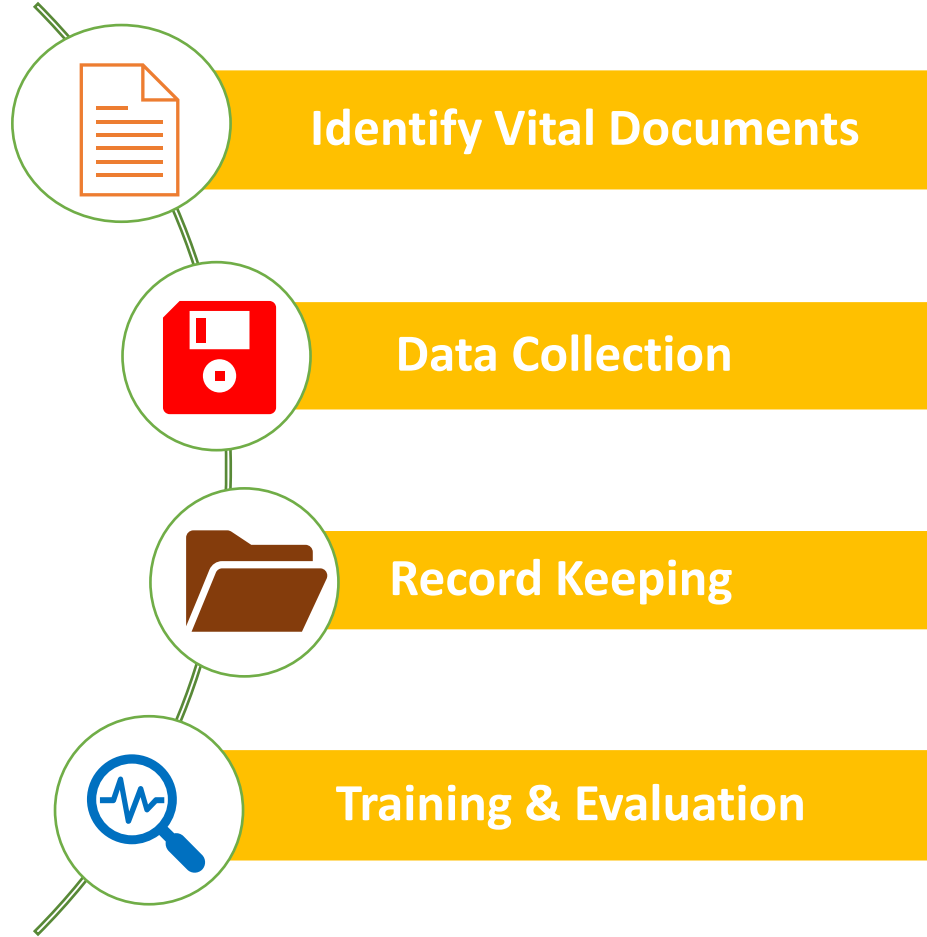 Identify Vital Documents
Data Collection
Record Keeping
Training & Evaluation